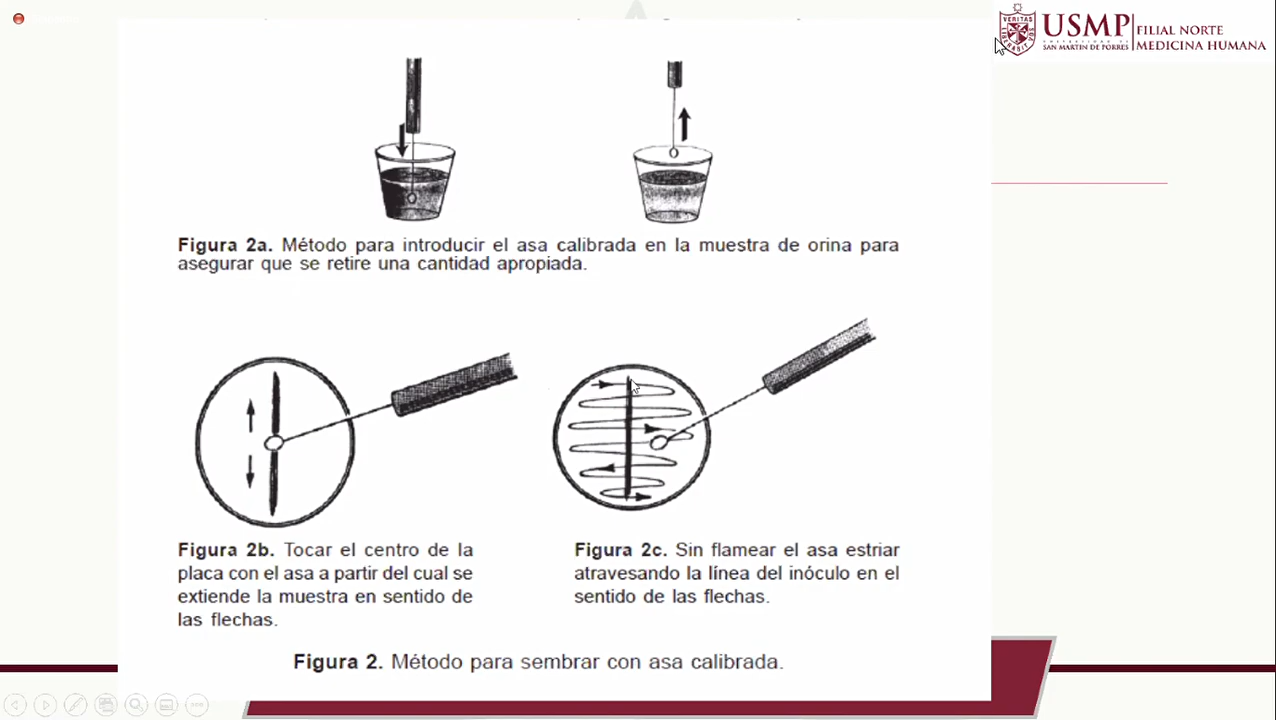 USMP
SAN MARTIN DE PORRES
FILIAL NORTE
MEDICINA HUMANA
Figura 2a. Método para introducir el asa calibrada en la muestra de orina para
asegurar que se retire una cantidad apropiada.
Figura 2b. Tocar el centro de la
placa con el asa a partir del cual se
extiende la muestra en sentido de
las flechas.
Figura 2c. Sin flamear el asa estriar
atravesando la línea del inóculo en el
sentido de las flechas.
Figura 2. Método para sembrar con asa calibrada.